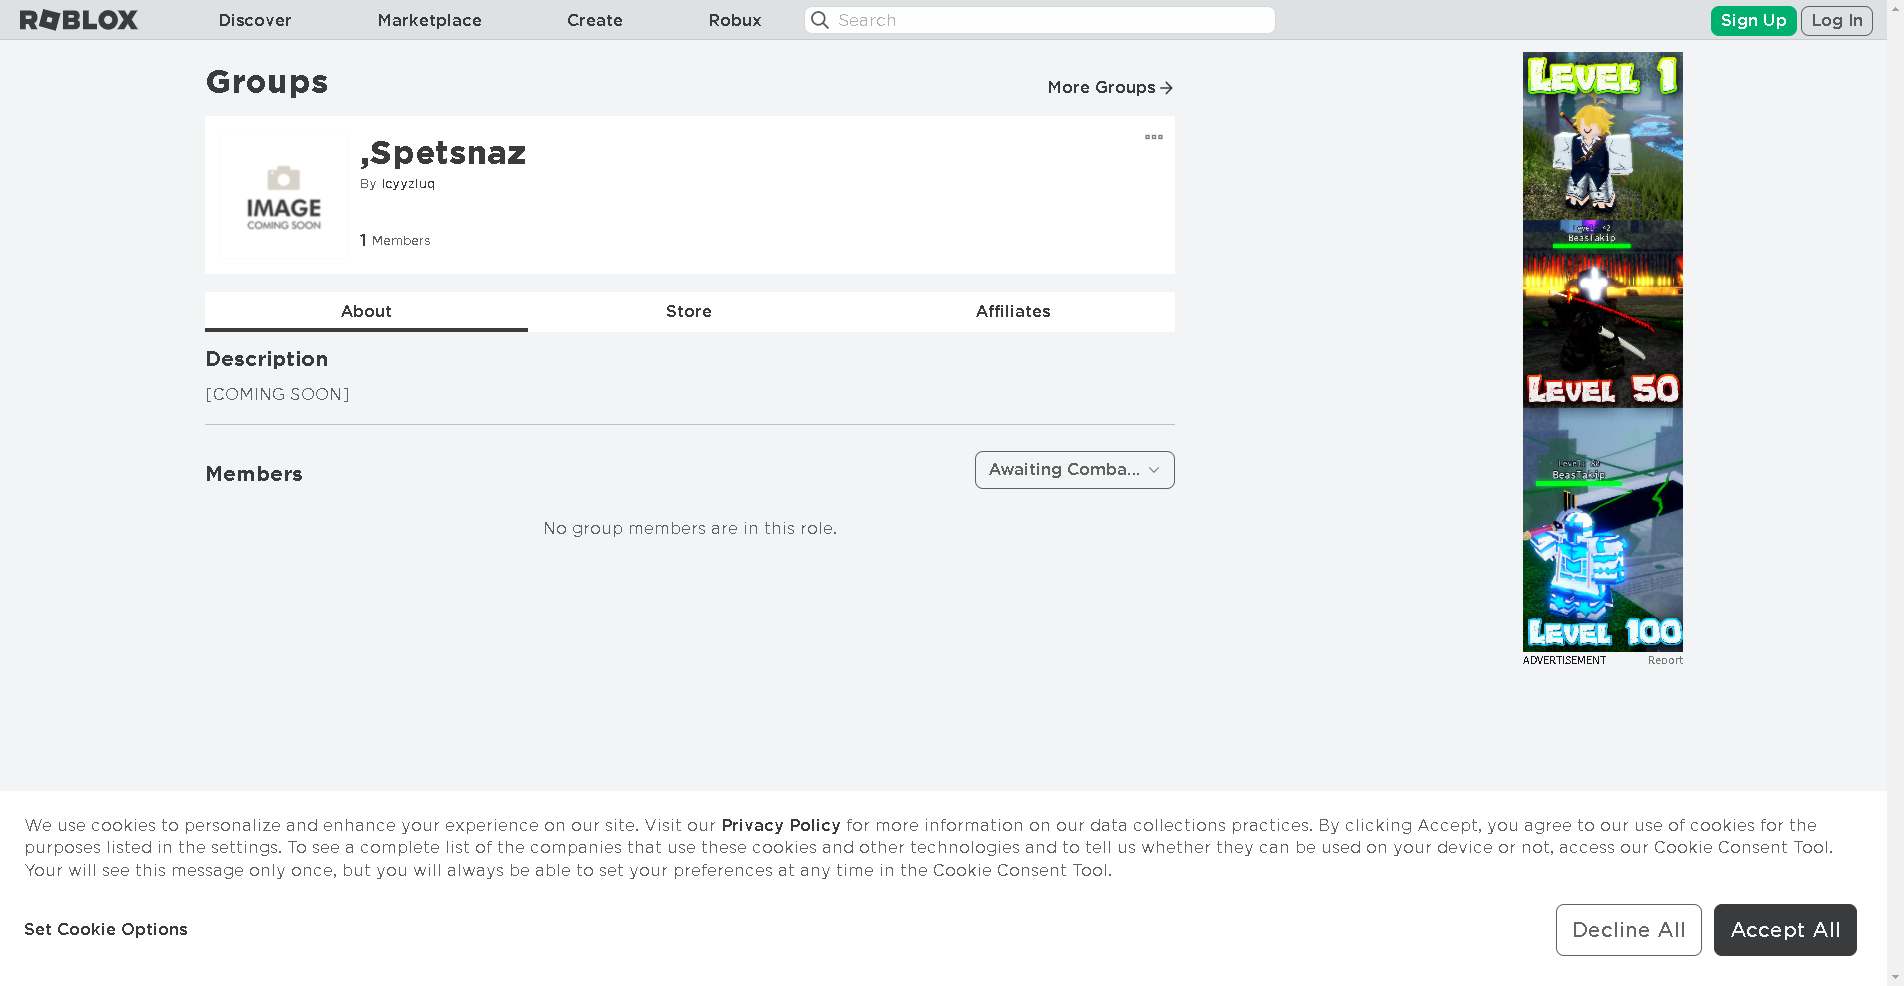 ROBLOX
Discover
Marketplace
Create
Robux
Search
Sign Up
Log In
Groups
More Groups
IMAGE
COMING SOON
,Spetsnaz
By Icyyzluq
1 Members
About
Store
Affiliates
Description
[COMING SOON]
Members
Awaiting Comba...
No group members are in this role.
LEVEL 1
BeasTakip
LEVEL 50
BeasTakip
LEVEL 100
ADVERTISEMENT
Report
We use cookies to personalize and enhance your experience on our site. Visit our Privacy Policy for more information on our data collections practices. By clicking Accept, you agree to our use of cookies for the
purposes listed in the settings. To see a complete list of the companies that use these cookies and other technologies and to tell us whether they can be used on your device or not, access our Cookie Consent Tool.
Your will see this message only once, but you will always be able to set your preferences at any time in the Cookie Consent Tool.
Set Cookie Options
Decline All
Accept All